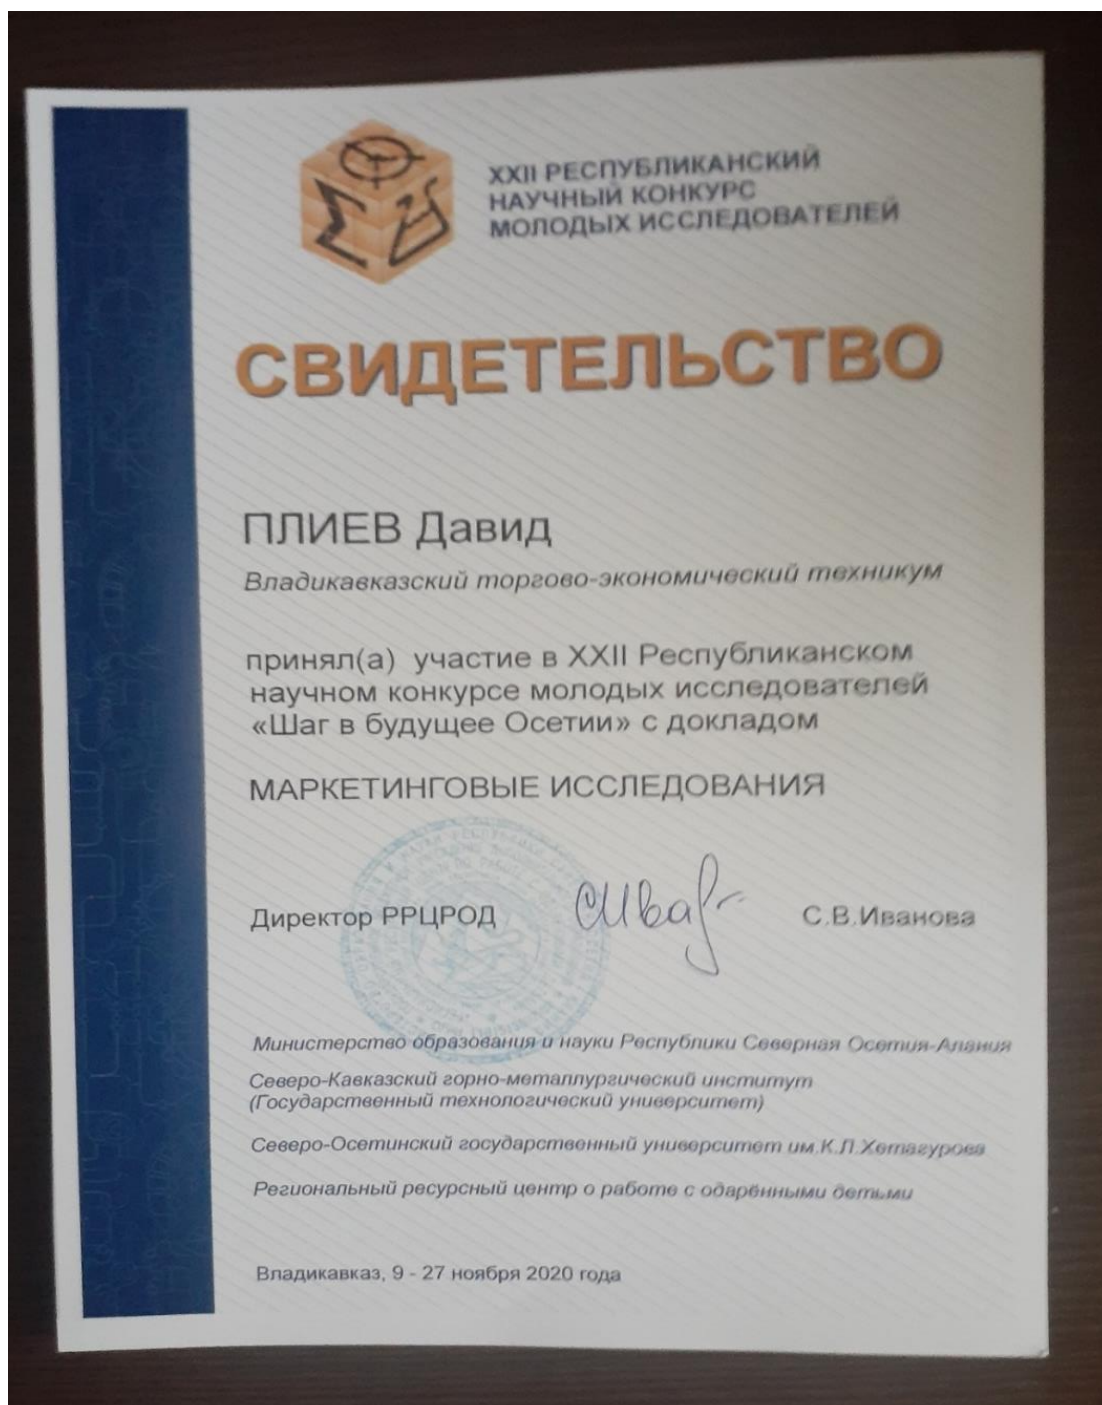 XXII РЕСПУБЛИКАНСКИЙ
НАУЧНЫЙ КОНКУРС
МОЛОДЫХ ИССЛЕДОВАТЕЛЕЙ
СВИДЕТЕЛЬСТВО
ПЛИЕВ Давид
Владикавказский торгово-экономический техникум
принял(а) участие в XXII Республиканском
научном конкурсе молодых исследователей
«Шаг в будущее Осетии» с докладом
МАРКЕТИНГОВЫЕ ИССЛЕДОВАНИЯ
Директор РРЦРОД С.В.Иванова
Министерство образования и науки Республики Северная Осетия-Алания
Северо-Кавказский горно-металлургический институт
(Государственный технологический университет)
Северо-Осетинский государственный университет им.К.Л.Хетагурова
Региональный ресурсный центр о работе с одарёнными детьми
Владикавказ, 9 - 27 ноября 2020 года